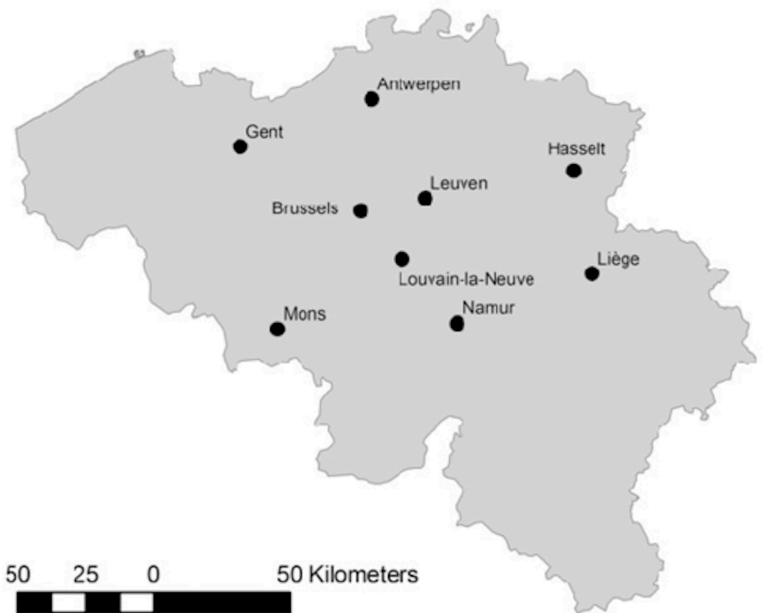 Antwerpen
Gent
Hasselt
Leuven
Brussels
Liège
Louvain-la-Neuve
Namur
Mons
50 25 0 50 Kilometers